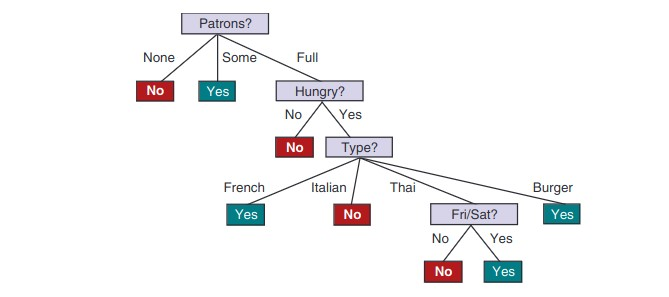 Patrons?
None Some Full
No Yes Hungry?
No Yes
No Type?
French Italian Thai Burger
Yes No Fri/Sat? Yes
No Yes
No Yes